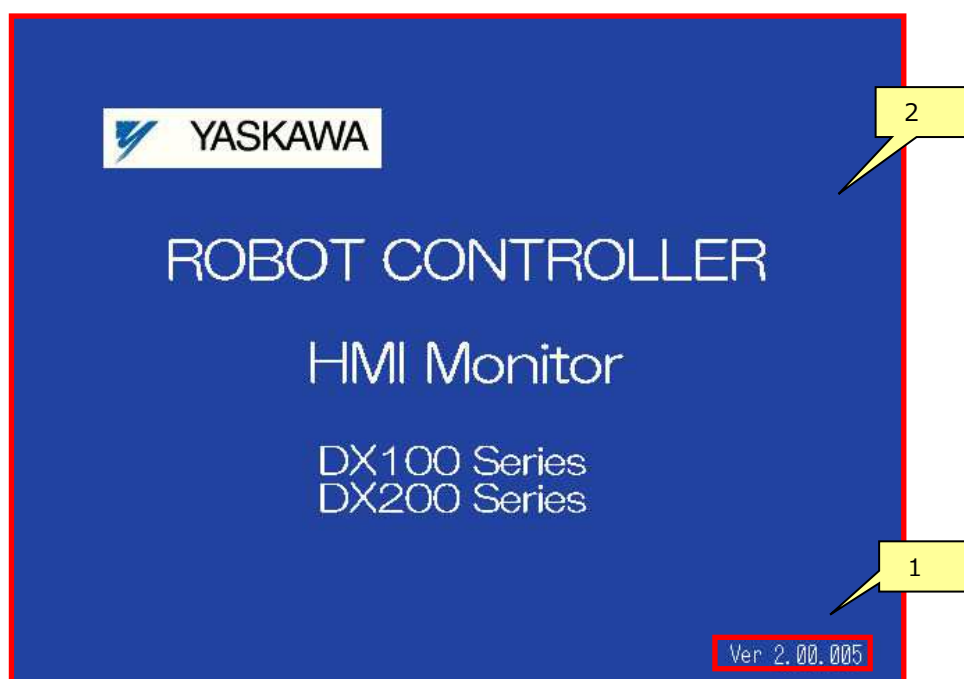 YASKAWA
2
ROBOT CONTROLLER
HMI Monitor
DX100 Series
DX200 Series
1
Ver 2.00.005